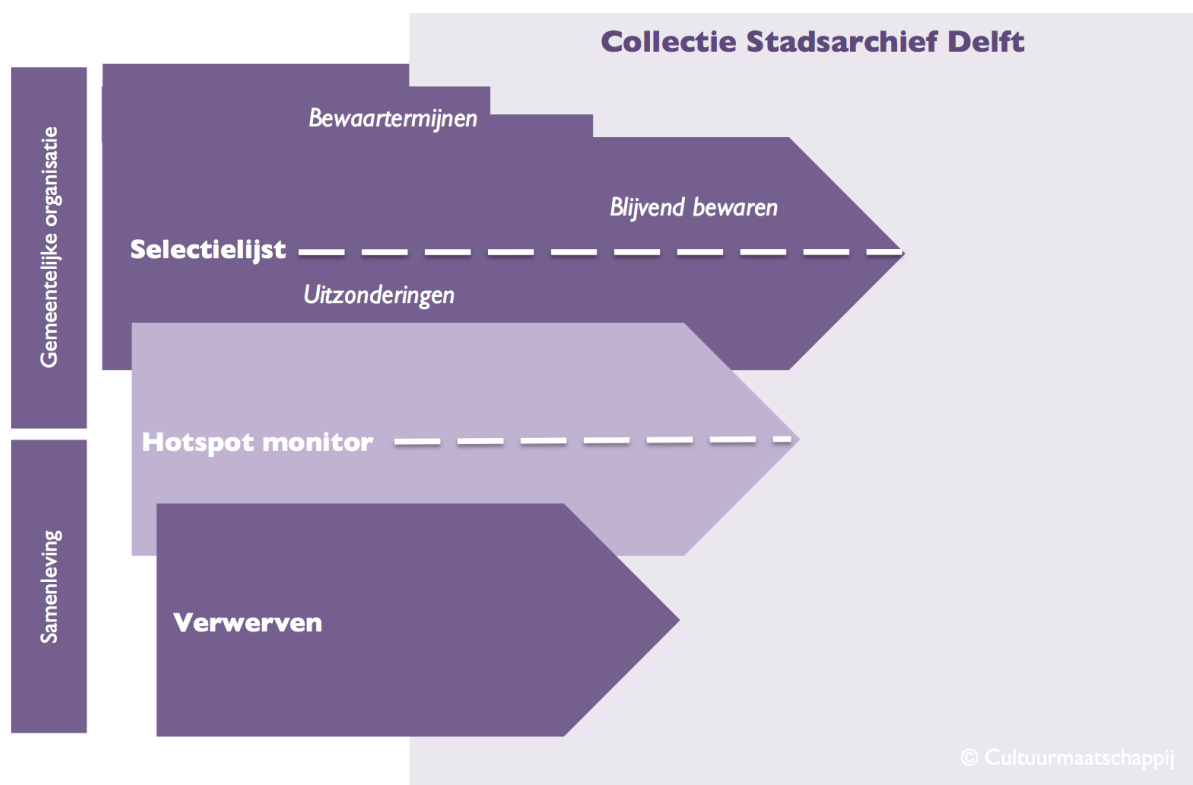 Collectie Stadsarchief Delft
Gemeentelijke organisatie
Bewaartermijnen
Blijvend bewaren
Selectielijst
Uitzonderingen
Hotspot monitor
Samenleving
Verwerven
© Cultuurmaatschappij